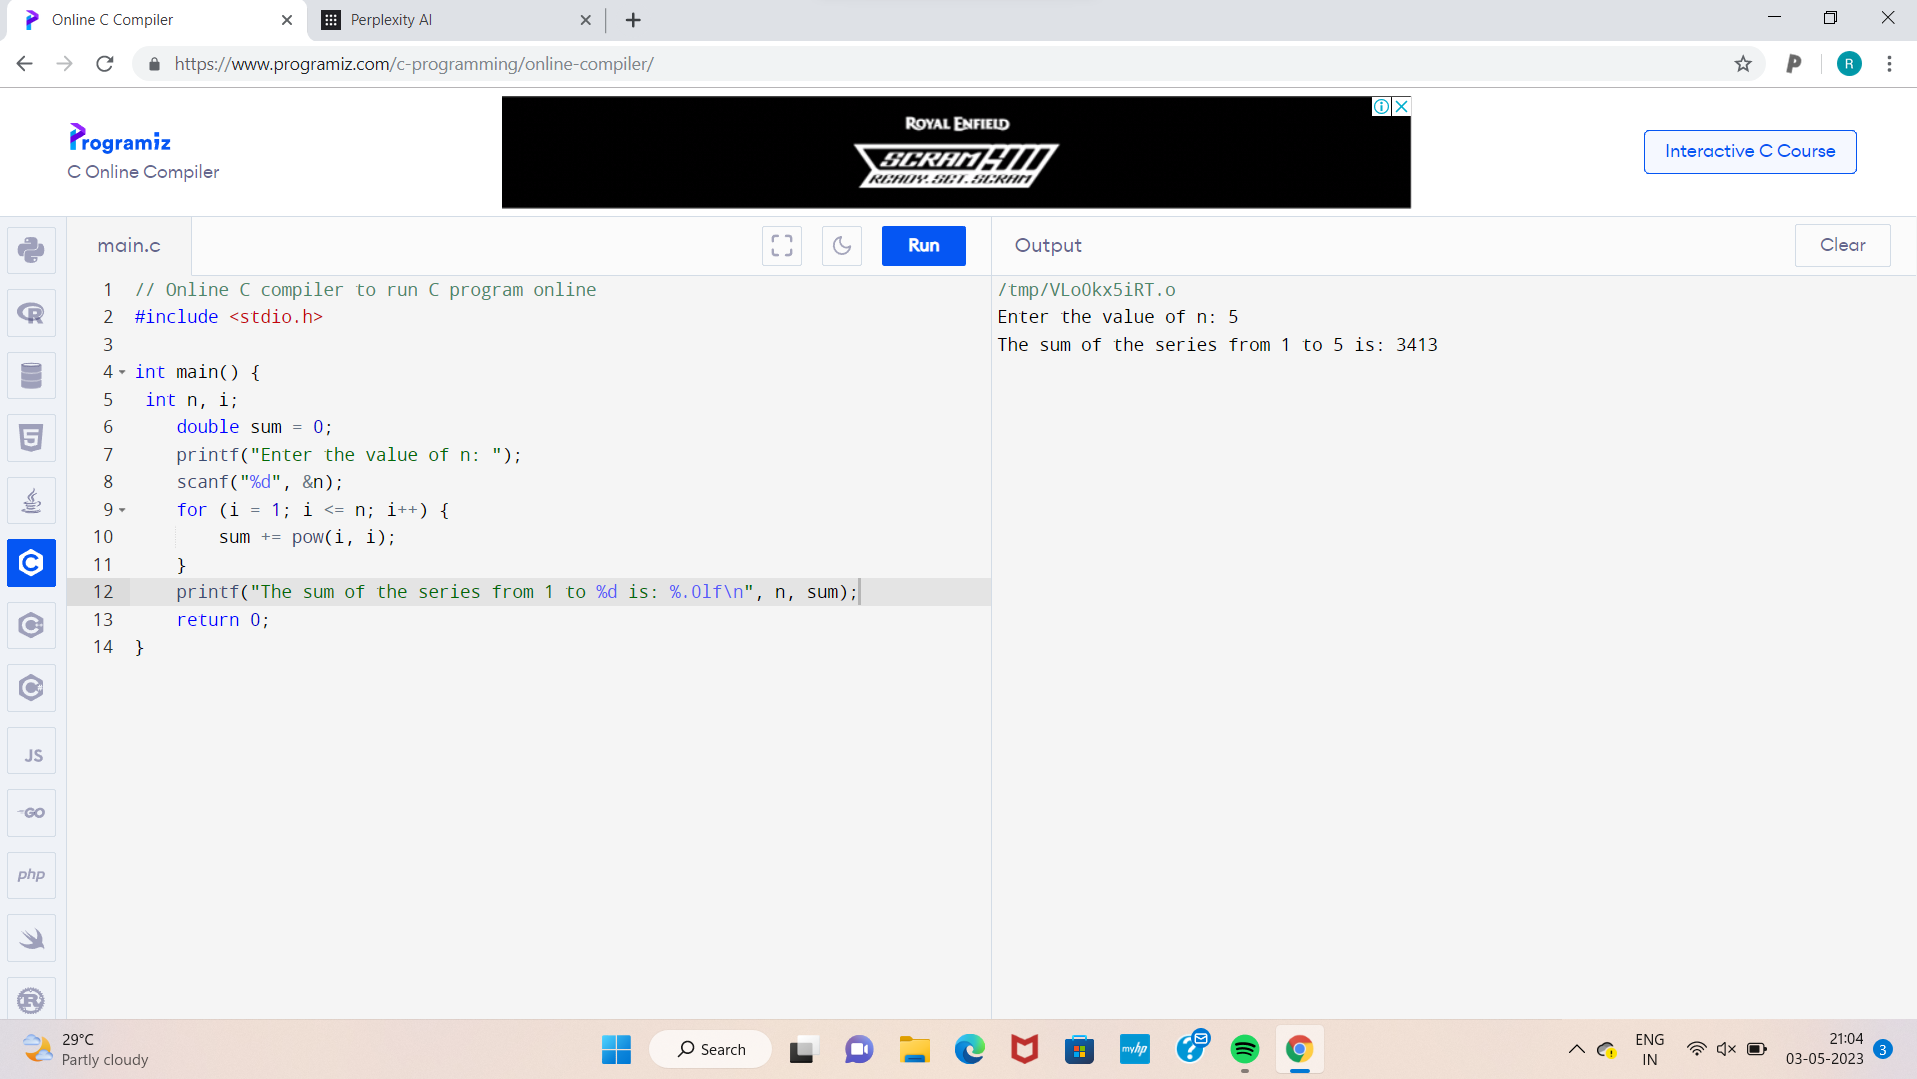 Online C Compiler
Perplexity AI
https://www.programiz.com/c-programming/online-compiler/
R
Programiz
C Online Compiler
ROYAL ENFIELD
SCRAM411
READY.SET.SCRAM
Interactive C Course
main.c
Run
Output
Clear
1 // Online C compiler to run C program online
2 #include <stdio.h>
3
4 int main() {
5 int n, i;
6 double sum = 0;
7 printf("Enter the value of n: ");
8 scanf("%d", &n);
9 for (i = 1; i <= n; i++) {
10 sum += pow(i, i);
11 }
12 printf("The sum of the series from 1 to %d is: %.0lf\n", n, sum);
13 return 0;
14 }
/tmp/VLoOkx5iRT.o
Enter the value of n: 5
The sum of the series from 1 to 5 is: 3413
JS
GO
php
29°C
Partly cloudy
Search
myhp
ENG
IN
21:04
03-05-2023
3